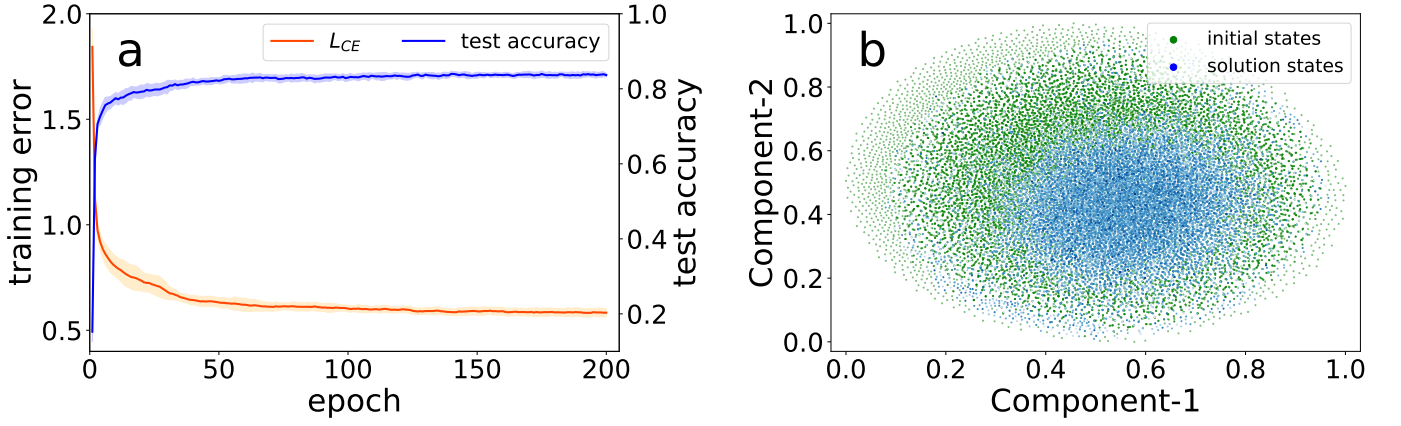 a
L_CE
test accuracy
2.0
1.5
1.0
0.5
training error
1.0
0.8
0.6
0.4
0.2
test accuracy
0
50
100
150
200
epoch
b
initial states
solution states
1.0
0.8
0.6
0.4
0.2
0.0
Component-2
0.0
0.2
0.4
0.6
0.8
1.0
Component-1